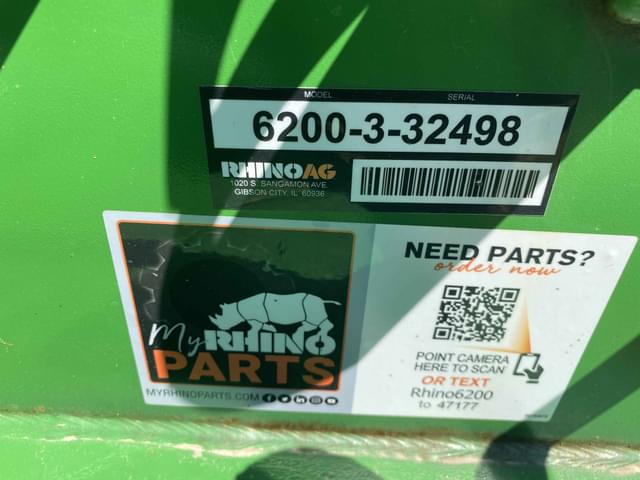 MODEL SERIAL
6200-3-32498
RHINOAG
1020 S. SANGAMON AVE.
GIBSON CITY, IL 60936
My RHINO
PARTS
MYRHINOPARTS.COM
NEED PARTS?
order now
POINT CAMERA
HERE TO SCAN
OR TEXT
Rhino6200
to 47177